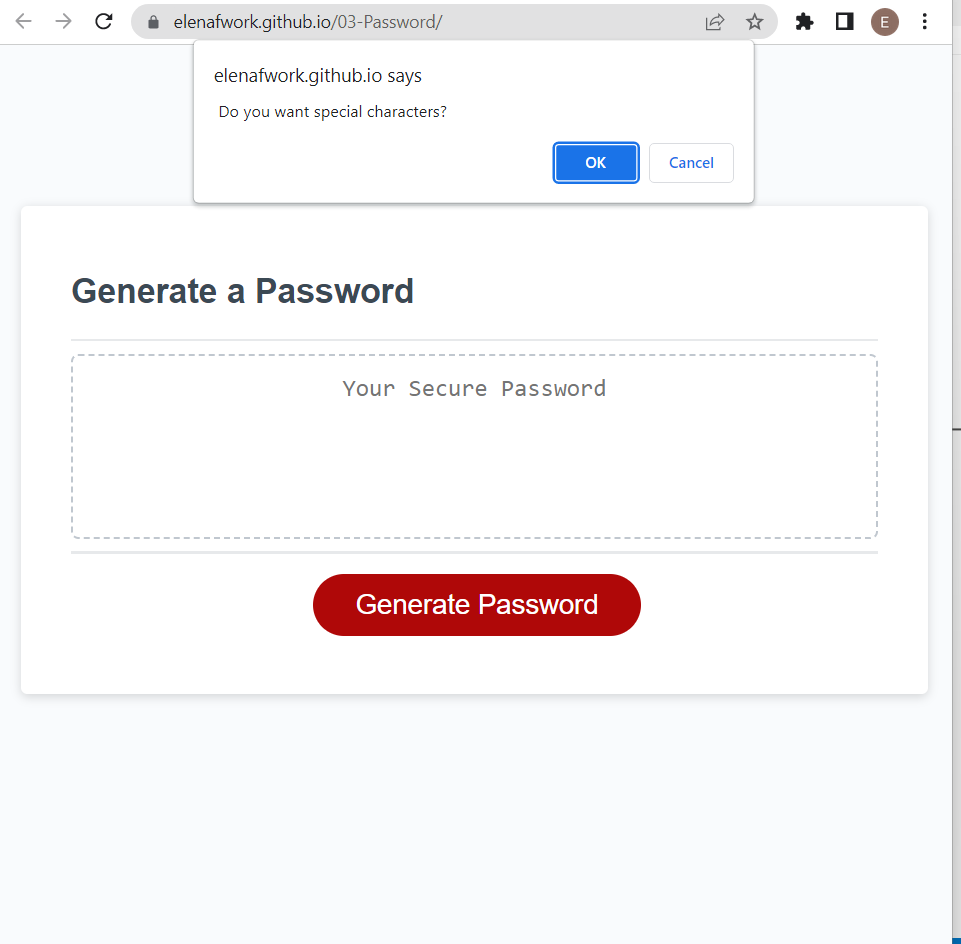 elenafwork.github.io/03-Password/
E
elenafwork.github.io says
Do you want special characters?
OK
Cancel
Generate a Password
Your Secure Password
Generate Password